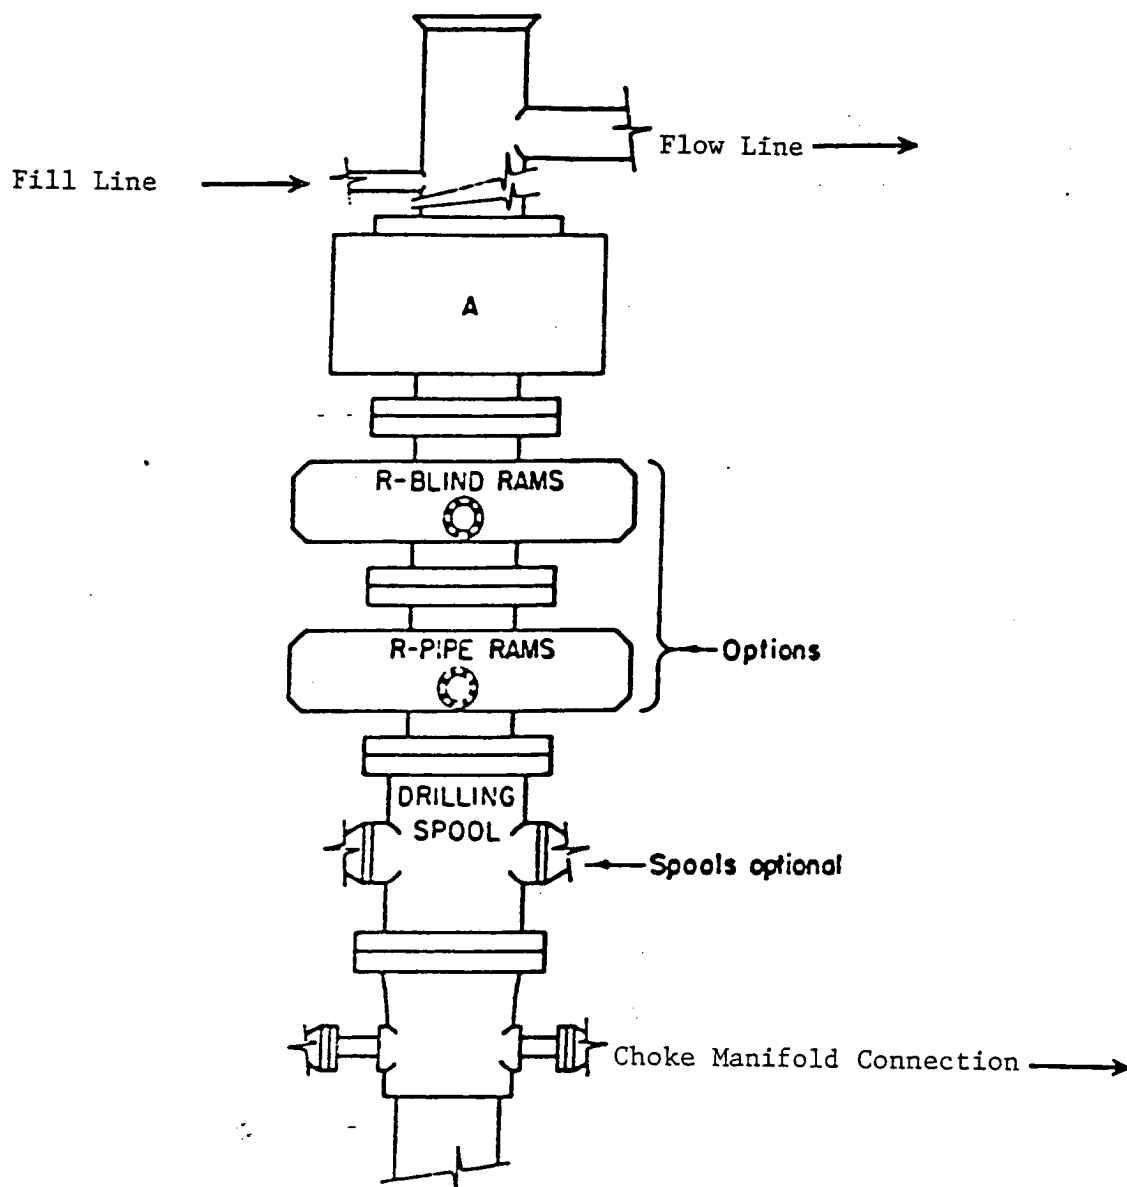 Flow Line
Fill Line
A
R-BLIND RAMS
R-PIPE RAMS
Options
DRILLING
SPOOL
Spools optional
Choke Manifold Connection